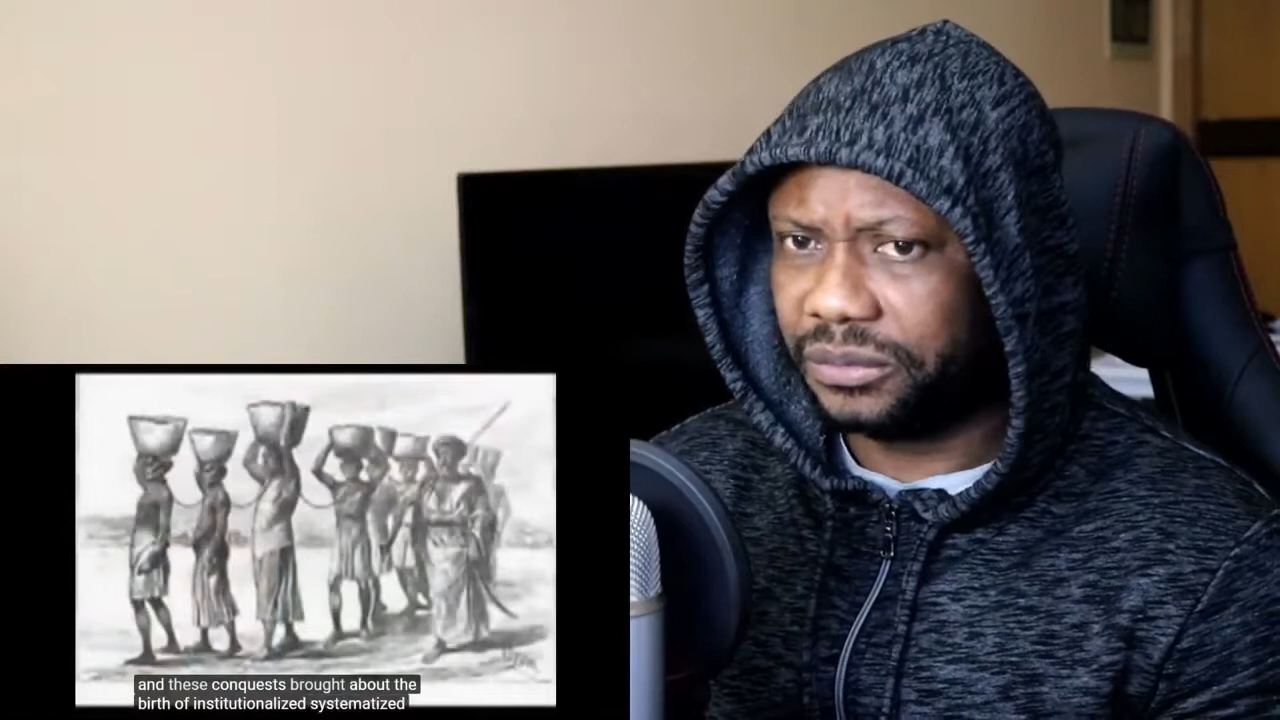 and these conquests brought about the
birth of institutionalized systematized